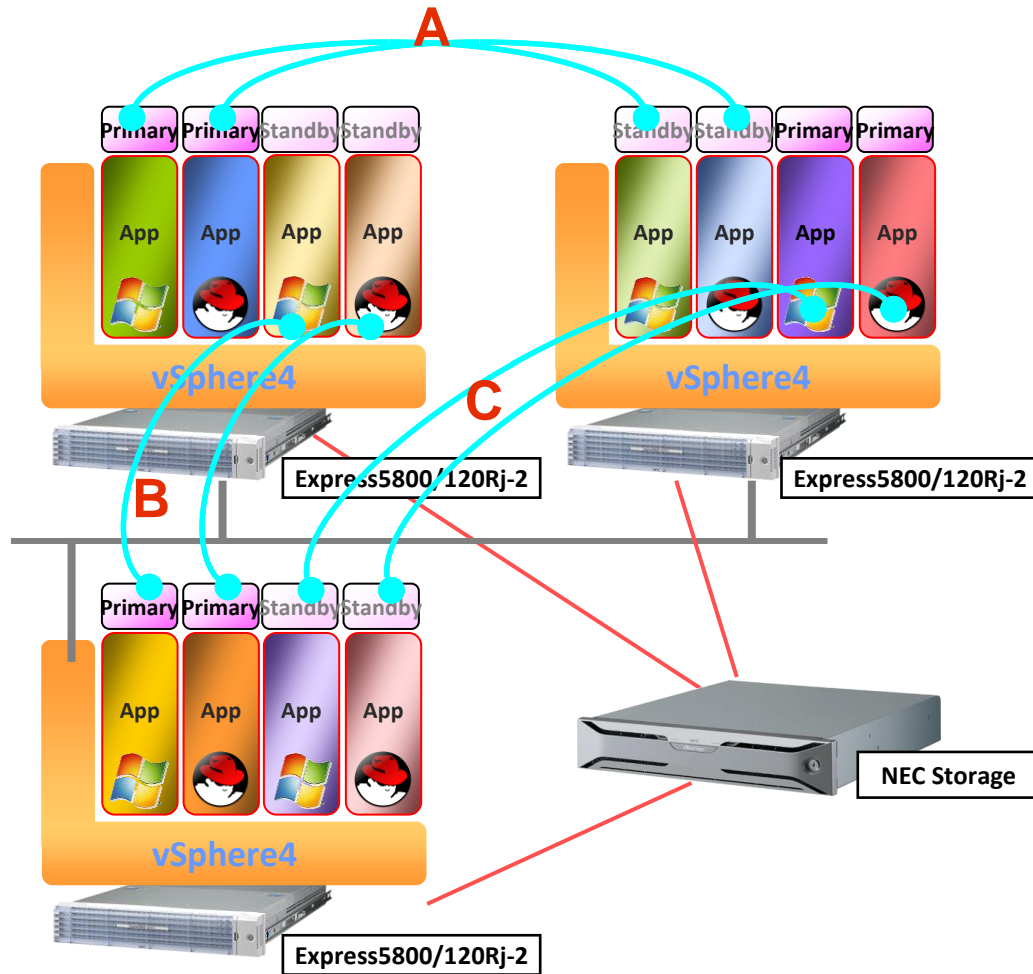 A
Primary Primary Standby Standby
Standby Standby Primary Primary
App App App App
App App App App
vSphere4
vSphere4
C
B
Express5800/120Rj-2
Express5800/120Rj-2
Primary Primary Standby Standby
App App App App
NEC Storage
vSphere4
Express5800/120Rj-2